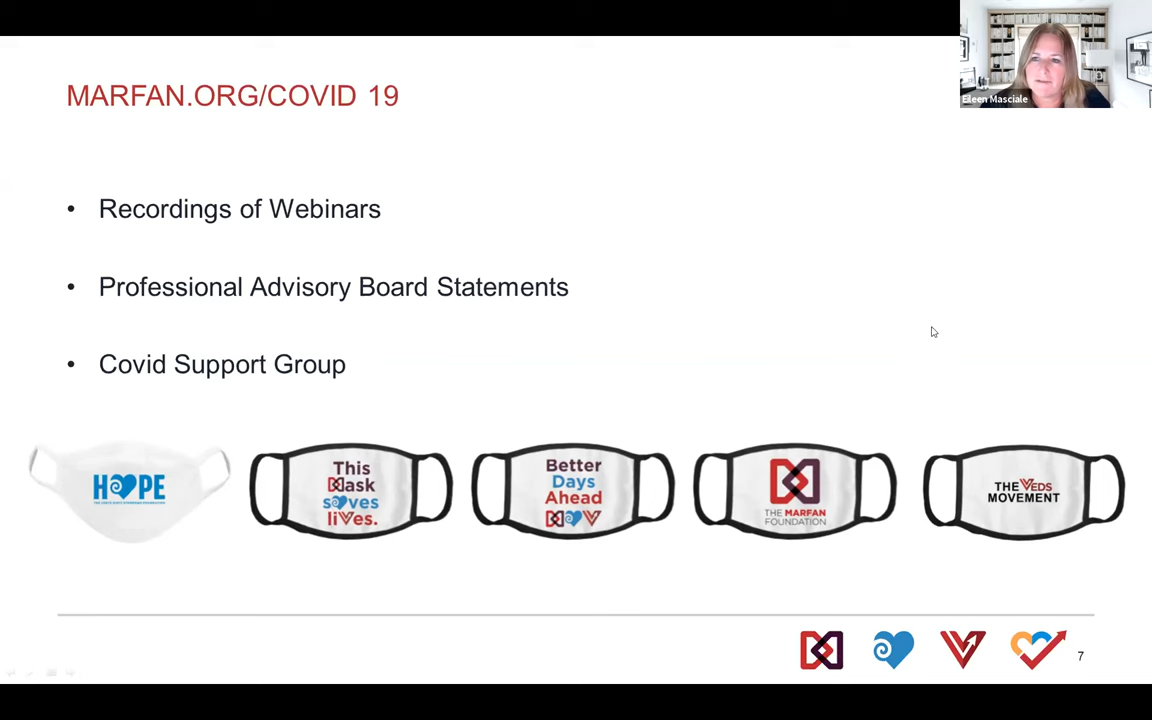 Eileen Masciale
MARFAN.ORG/COVID 19
• Recordings of Webinars
• Professional Advisory Board Statements
• Covid Support Group
HOPE
This
Mask
saves
liVes.
Better
Days
Ahead
THE MARFAN
FOUNDATION
THE VEDS
MOVEMENT
7